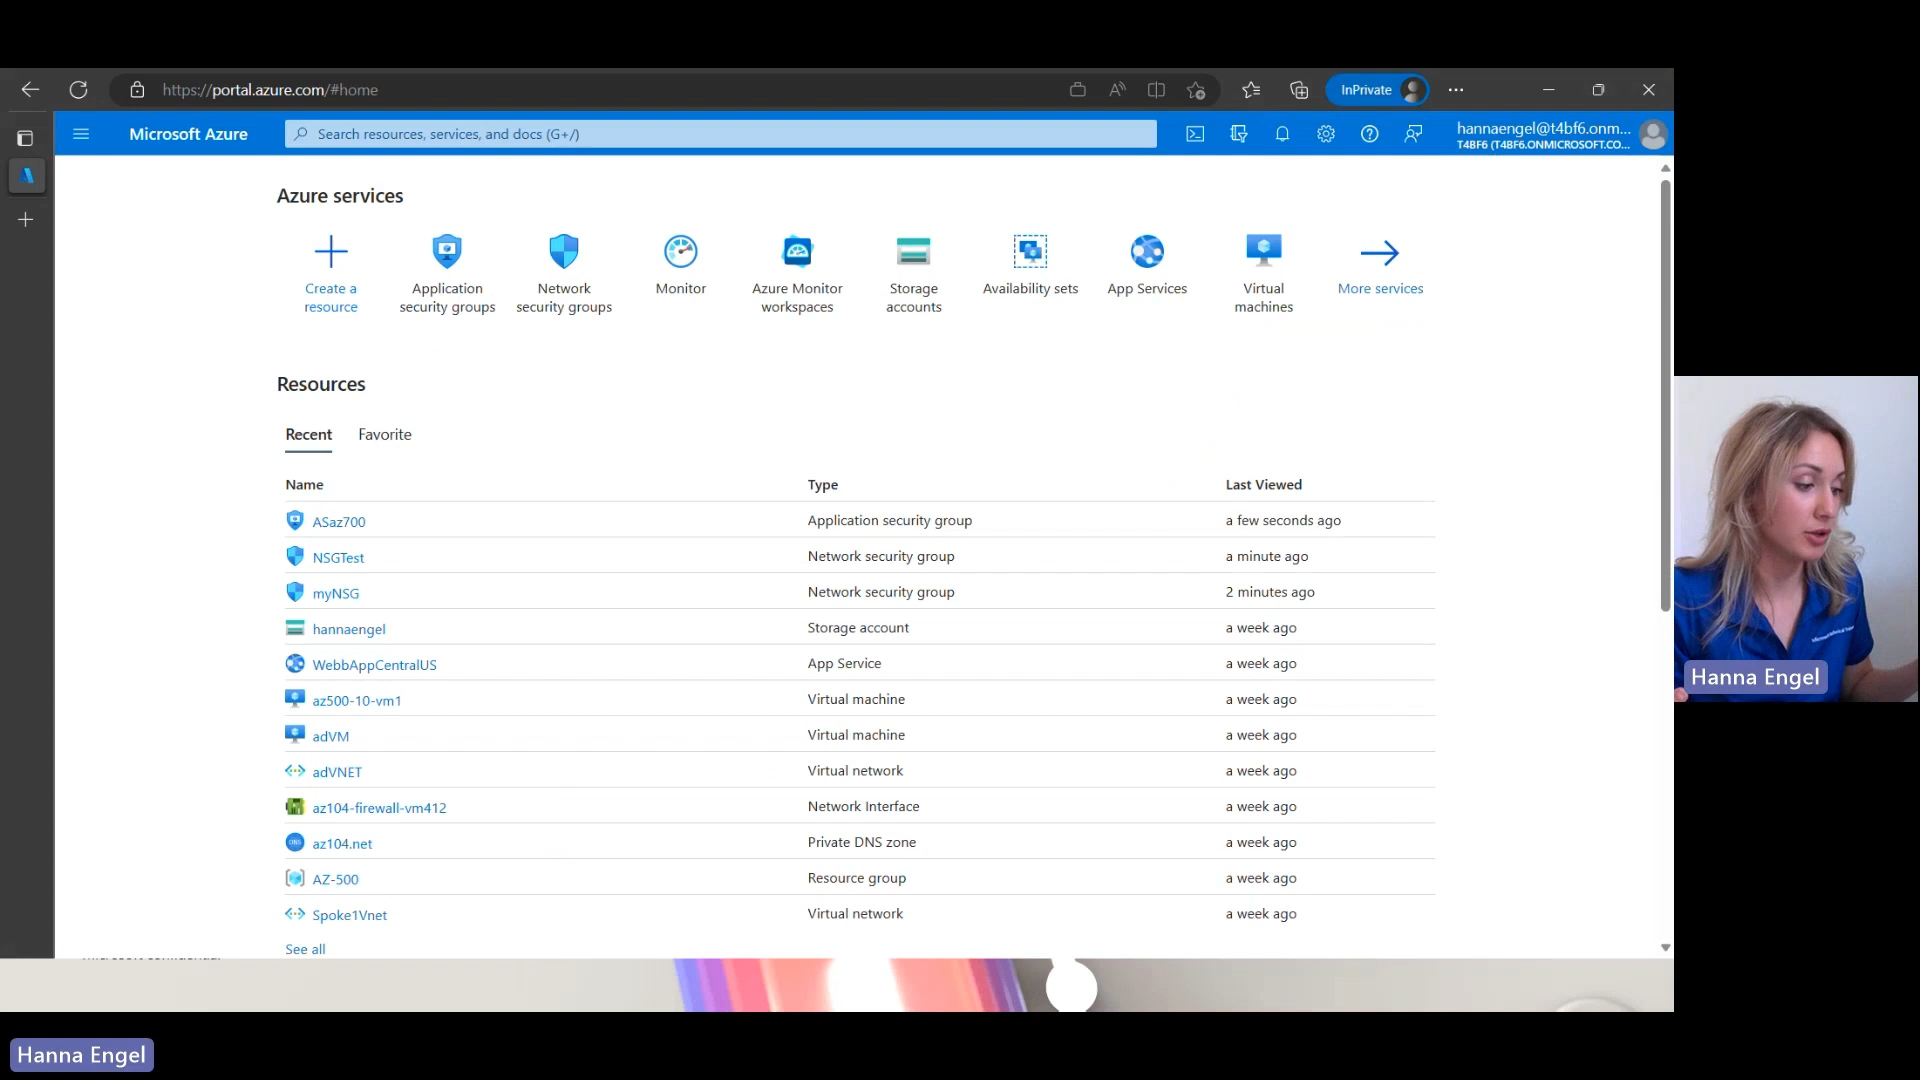 https://portal.azure.com/#home
InPrivate
Microsoft Azure
Search resources, services, and docs (G+/)
hannaengel@t4bf6.onm...
T4BF6 (T4BF6.ONMICROSOFT.CO...
Azure services
Create a resource
Application security groups
Network security groups
Monitor
Azure Monitor workspaces
Storage accounts
Availability sets
App Services
Virtual machines
More services
Resources
Recent Favorite
Name Type Last Viewed
ASaz700 Application security group a few seconds ago
NSGTest Network security group a minute ago
myNSG Network security group 2 minutes ago
hannaengel Storage account a week ago
WebbAppCentralUS App Service a week ago
az500-10-vm1 Virtual machine a week ago
adVM Virtual machine a week ago
adVNET Virtual network a week ago
az104-firewall-vm412 Network Interface a week ago
DNS az104.net Private DNS zone a week ago
AZ-500 Resource group a week ago
Spoke1Vnet Virtual network a week ago
See all
Hanna Engel
Hanna Engel